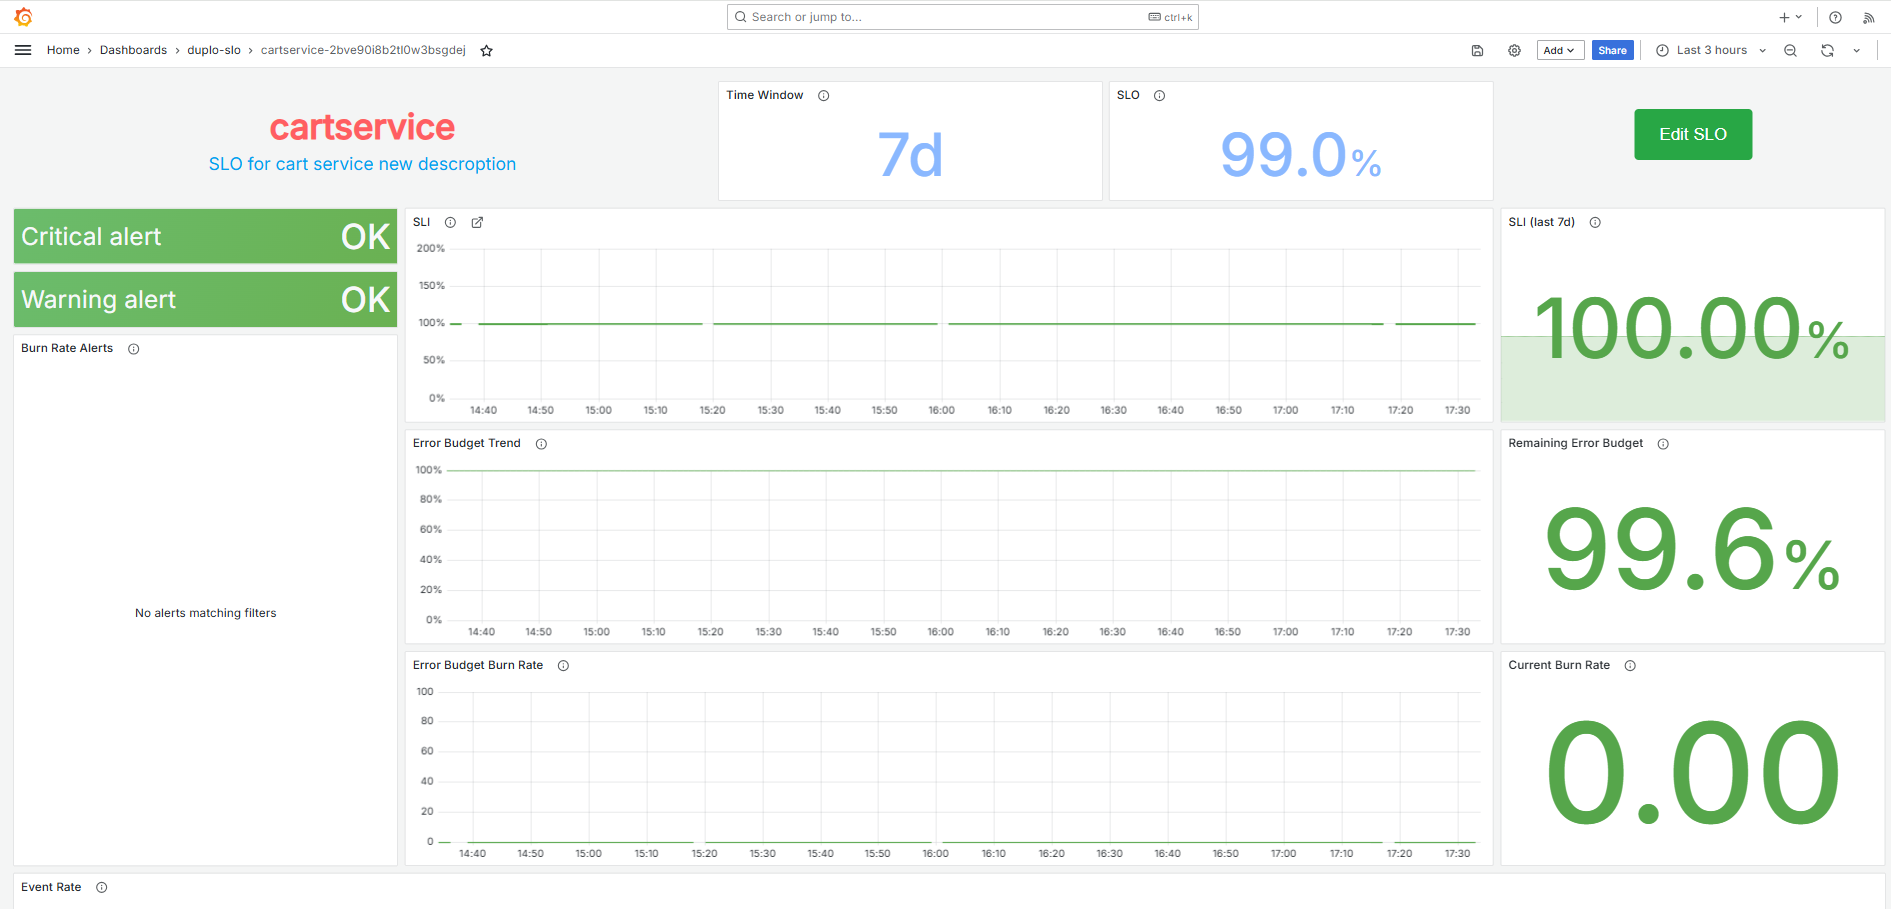 Search or jump to...
ctrl+k
Home > Dashboards > duplo-slo > cartservice-2bve90i8b2tl0w3bsgdej
Add
Share
Last 3 hours
cartservice
SLO for cart service new descroption
Time Window
7d
SLO
99.0%
Edit SLO
Critical alert OK
Warning alert OK
Burn Rate Alerts
No alerts matching filters
SLI
200%
150%
100%
50%
0%
14:40 14:50 15:00 15:10 15:20 15:30 15:40 15:50 16:00 16:10 16:20 16:30 16:40 16:50 17:00 17:10 17:20 17:30
SLI (last 7d)
100.00%
Error Budget Trend
100%
80%
60%
40%
20%
0%
14:40 14:50 15:00 15:10 15:20 15:30 15:40 15:50 16:00 16:10 16:20 16:30 16:40 16:50 17:00 17:10 17:20 17:30
Remaining Error Budget
99.6%
Error Budget Burn Rate
100
80
60
40
20
0
14:40 14:50 15:00 15:10 15:20 15:30 15:40 15:50 16:00 16:10 16:20 16:30 16:40 16:50 17:00 17:10 17:20 17:30
Current Burn Rate
0.00
Event Rate